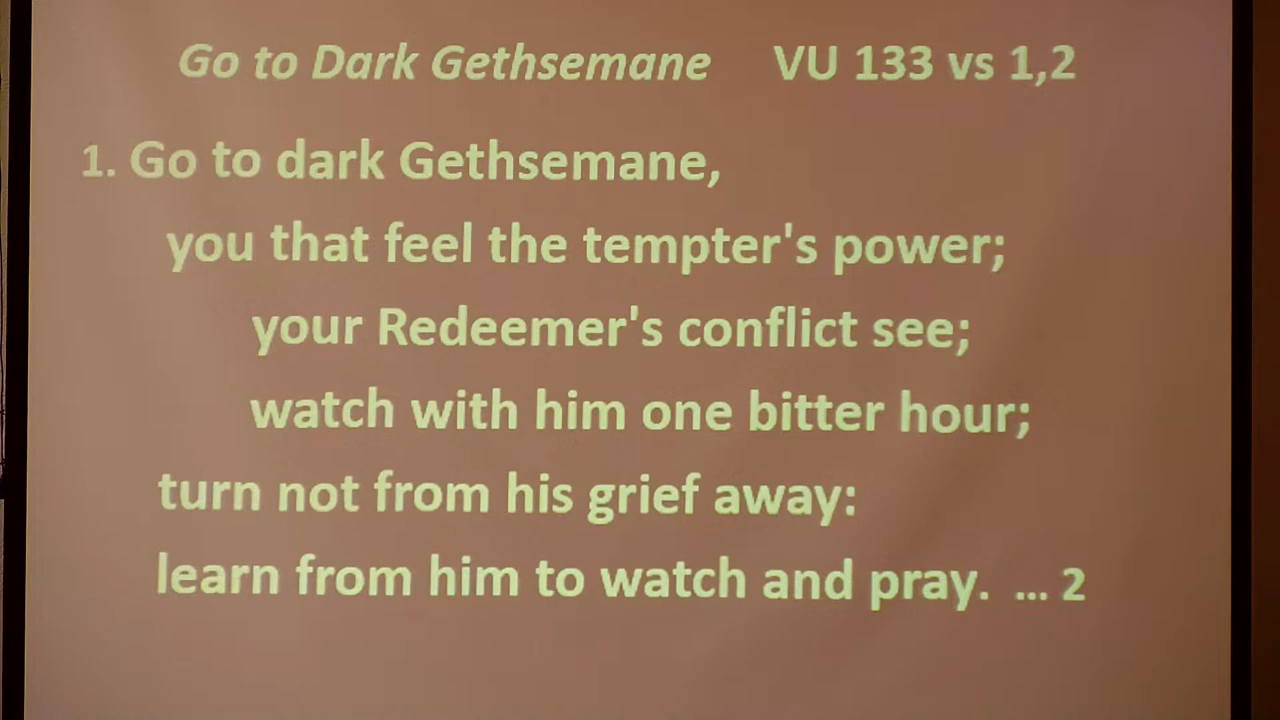 Go to Dark Gethsemane VU 133 vs 1,2
1. Go to dark Gethsemane,
you that feel the tempter's power;
your Redeemer's conflict see;
watch with him one bitter hour;
turn not from his grief away:
learn from him to watch and pray. ... 2